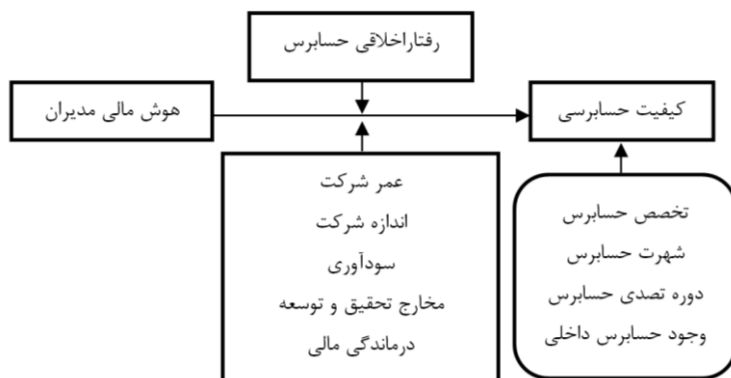 رفتاراخلاقی حسابرس
هوش مالی مدیران
کیفیت حسابرسی
عمر شرکت
اندازه شرکت
سودآوری
مخارج تحقیق و توسعه
درماندگی مالی
تخصص حسابرس
شهرت حسابرس
دوره تصدی حسابرس
وجود حسابرس داخلی